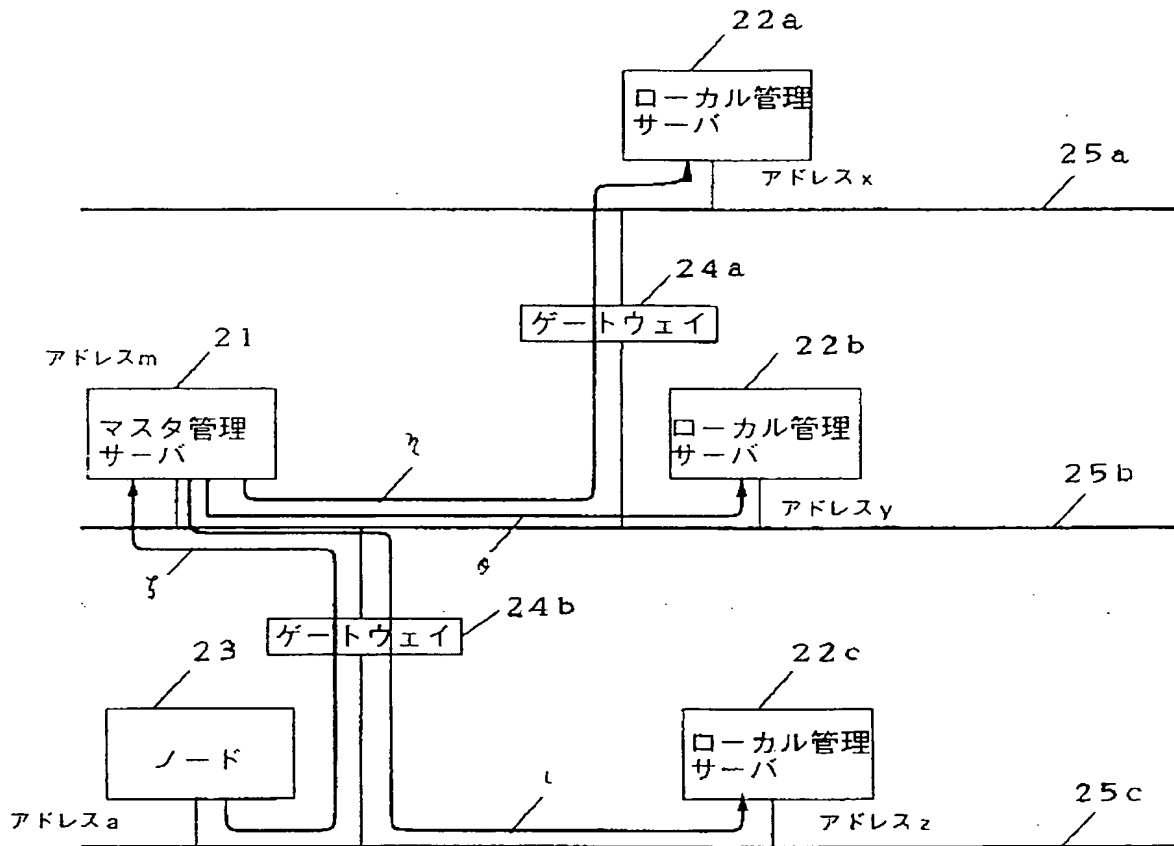 22a
ローカル管理
サーバ
アドレスx
25a
24a
ゲートウェイ
アドレスm
21
マスタ管理
サーバ
22b
ローカル管理
サーバ
アドレスy
25b
η
θ
ζ
ゲートウェイ
24b
23
ノード
アドレスa
22c
ローカル管理
サーバ
ι
アドレスz
25c